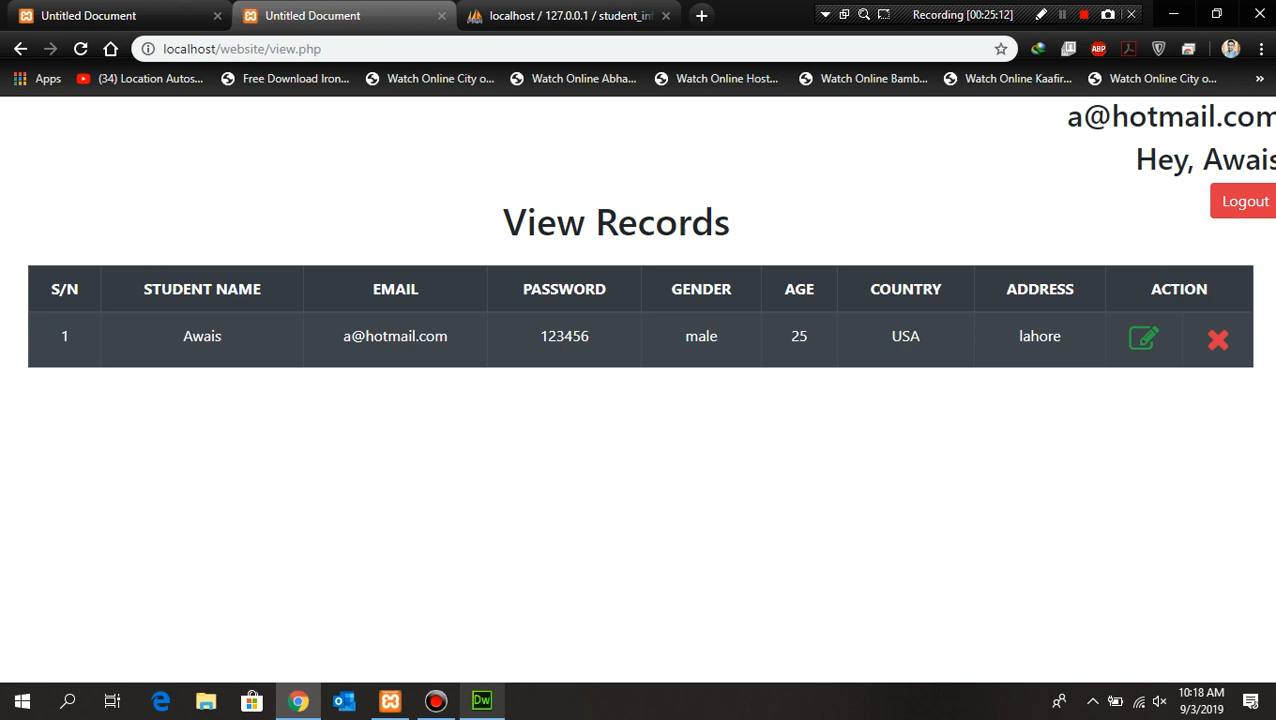 Untitled Document
Untitled Document
localhost / 127.0.0.1 / student_inf
Recording [00:25:12]
localhost/website/view.php
ABP
Apps
(34) Location Autos...
Free Download Iron...
Watch Online City o...
Watch Online Abha...
Watch Online Host...
Watch Online Bamb...
Watch Online Kaafir...
Watch Online City o...
»
a@hotmail.com
Hey, Awais
Logout
View Records
S/N STUDENT NAME EMAIL PASSWORD GENDER AGE COUNTRY ADDRESS ACTION
1 Awais a@hotmail.com 123456 male 25 USA lahore
Dw
10:18 AM
9/3/2019